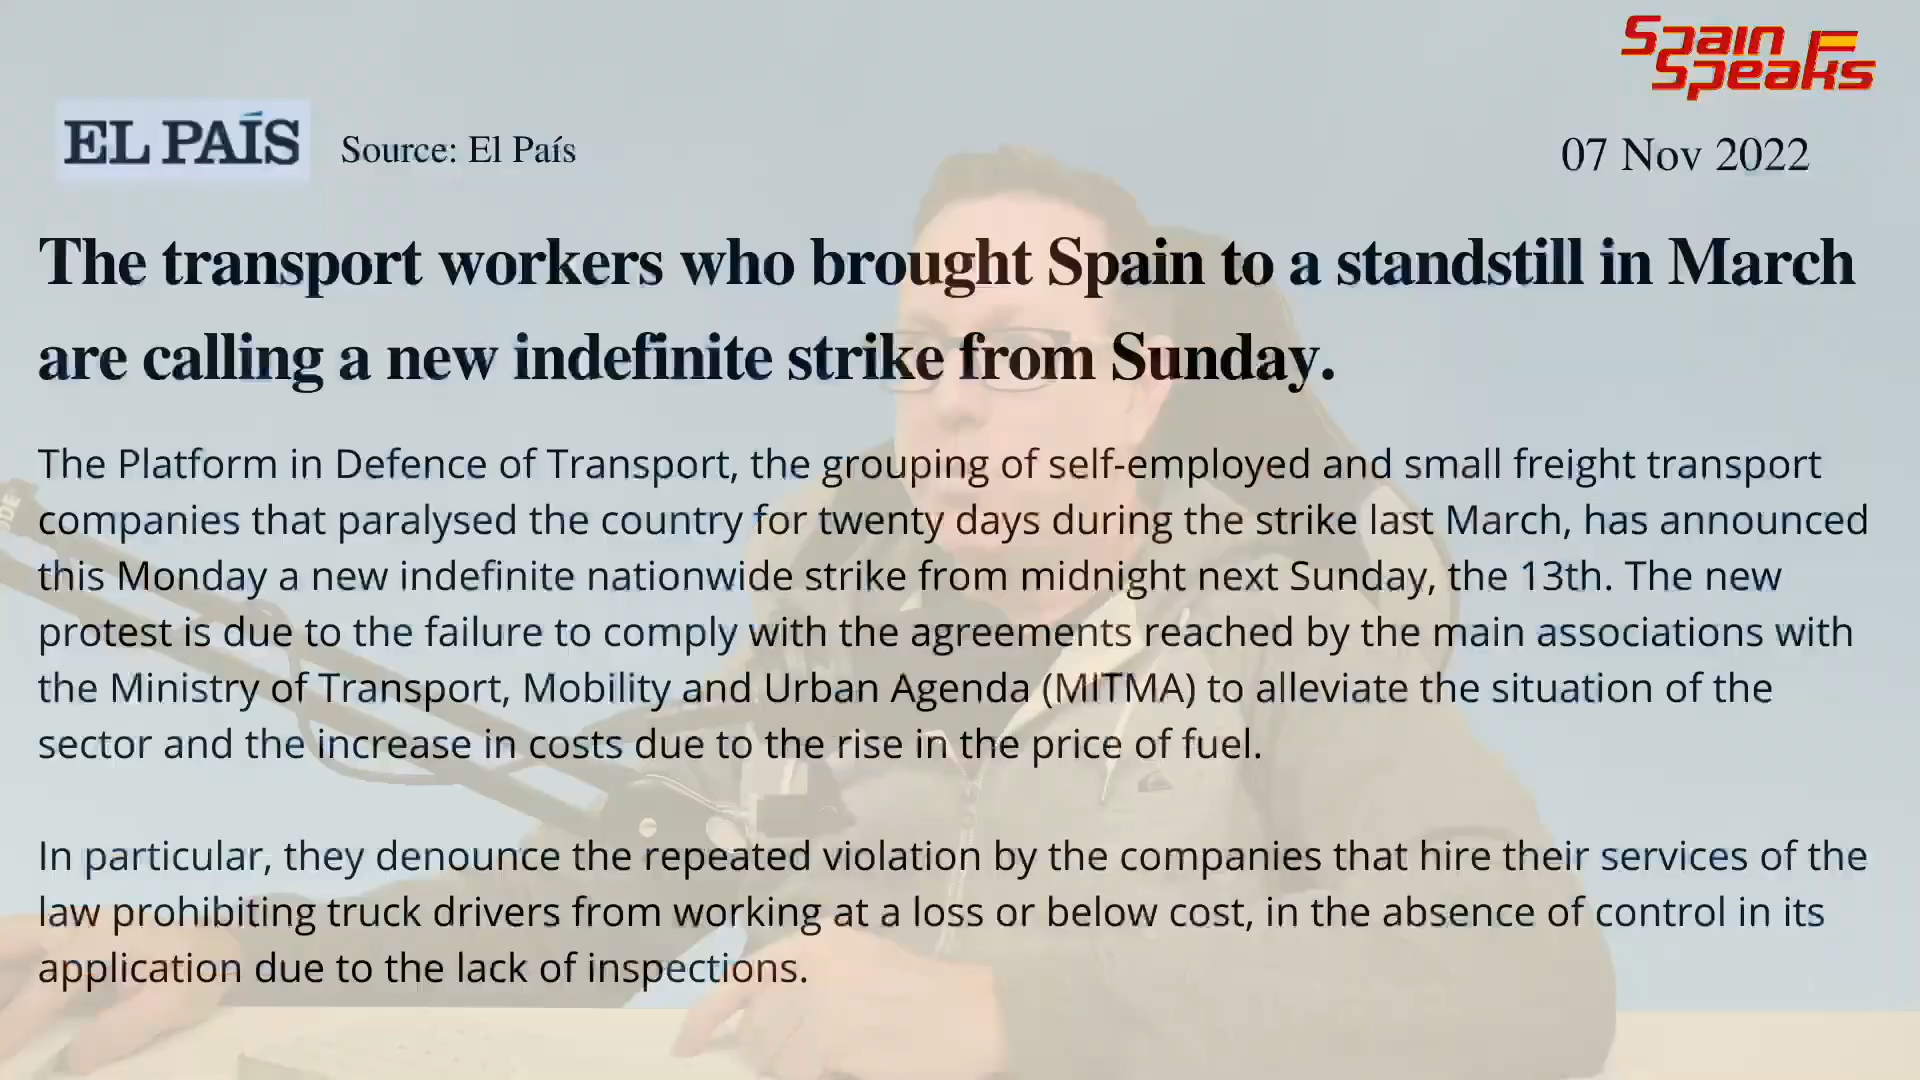 Spain
Speaks
EL PAÍS
Source: El País
07 Nov 2022
The transport workers who brought Spain to a standstill in March
are calling a new indefinite strike from Sunday.
The Platform in Defence of Transport, the grouping of self-employed and small freight transport
companies that paralysed the country for twenty days during the strike last March, has announced
this Monday a new indefinite nationwide strike from midnight next Sunday, the 13th. The new
protest is due to the failure to comply with the agreements reached by the main associations with
the Ministry of Transport, Mobility and Urban Agenda (MITMA) to alleviate the situation of the
sector and the increase in costs due to the rise in the price of fuel.
In particular, they denounce the repeated violation by the companies that hire their services of the
law prohibiting truck drivers from working at a loss or below cost, in the absence of control in its
application due to the lack of inspections.